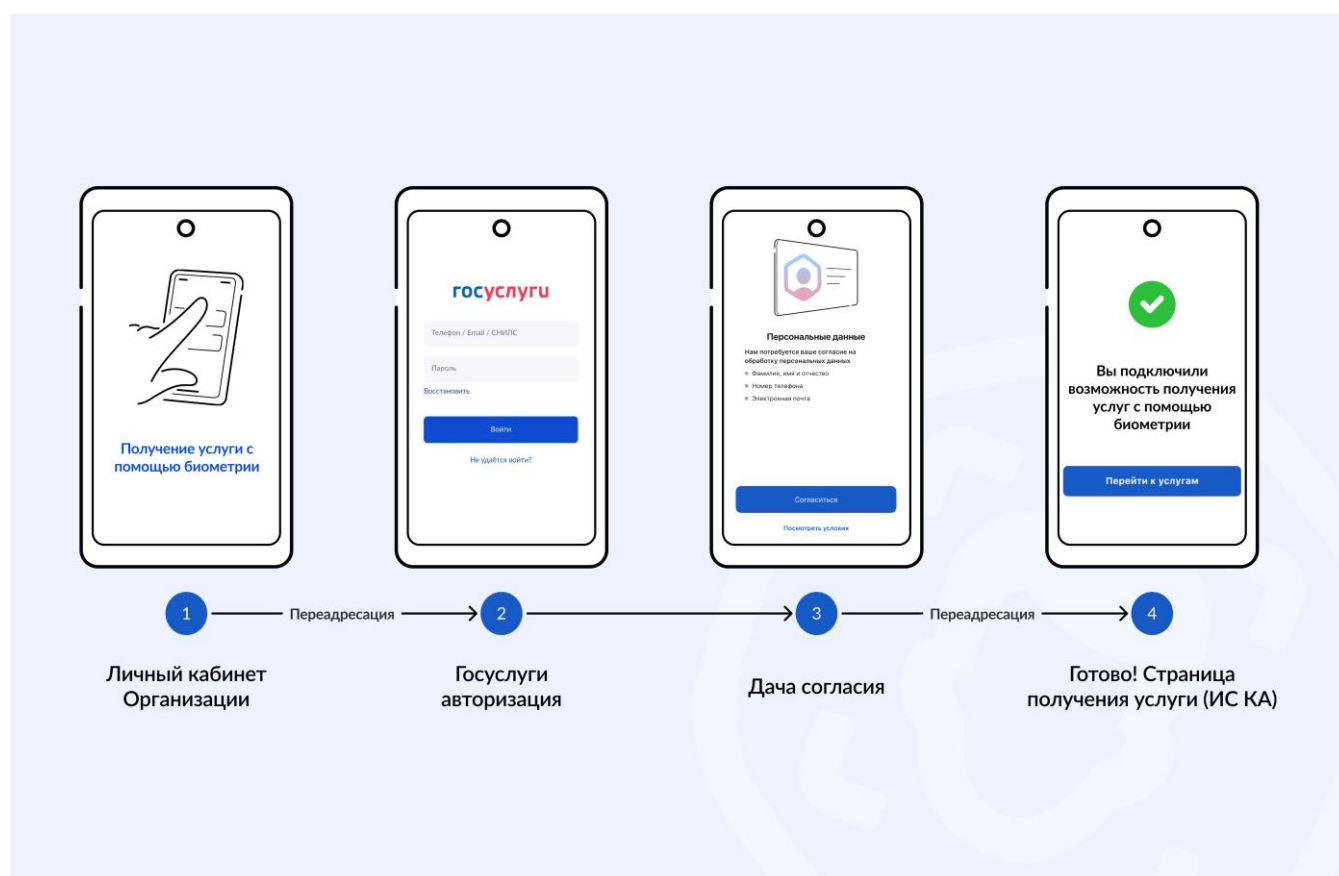 Получение услуги с
помощью биометрии
госуслуги
Телефон / Email / СНИЛС
Пароль
Восстановить
Войти
Не удаётся войти?
Персональные данные
Нам потребуется ваше согласие на
обработку персональных данных
Фамилия, имя и отчество
Номер телефона
Электронная почта
Согласиться
Посмотреть условия
Вы подключили
возможность получения
услуг с помощью
биометрии
Перейти к услугам
1
Переадресация
2
3
Переадресация
4
Личный кабинет
Организации
Госуслуги
авторизация
Дача согласия
Готово! Страница
получения услуги (ИС КА)